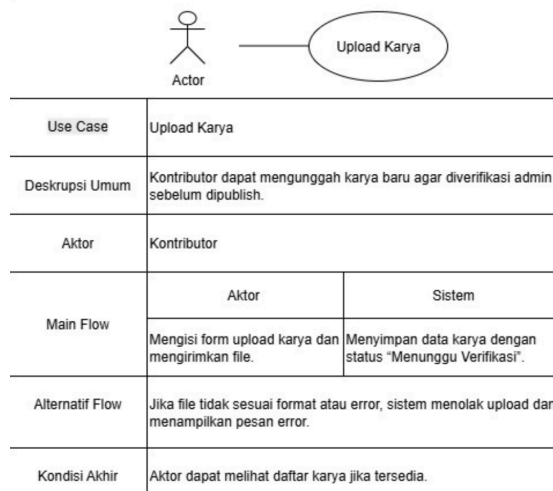 Upload Karya
Actor
Use Case
Upload Karya
Deskrupsi Umum
Kontributor dapat mengunggah karya baru agar diverifikasi admin
sebelum dipublish.
Aktor
Kontributor
Main Flow
Aktor
Sistem
Mengisi form upload karya dan
mengirimkan file.
Menyimpan data karya dengan
status “Menunggu Verifikasi”.
Alternatif Flow
Jika file tidak sesuai format atau error, sistem menolak upload dan
menampilkan pesan error.
Kondisi Akhir
Aktor dapat melihat daftar karya jika tersedia.